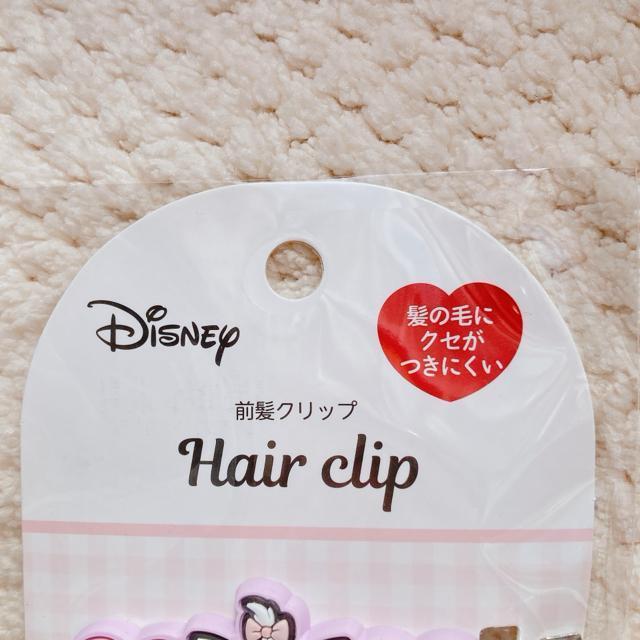 Disney
髪の毛に
クセが
つきにくい
前髪クリップ
Hair clip